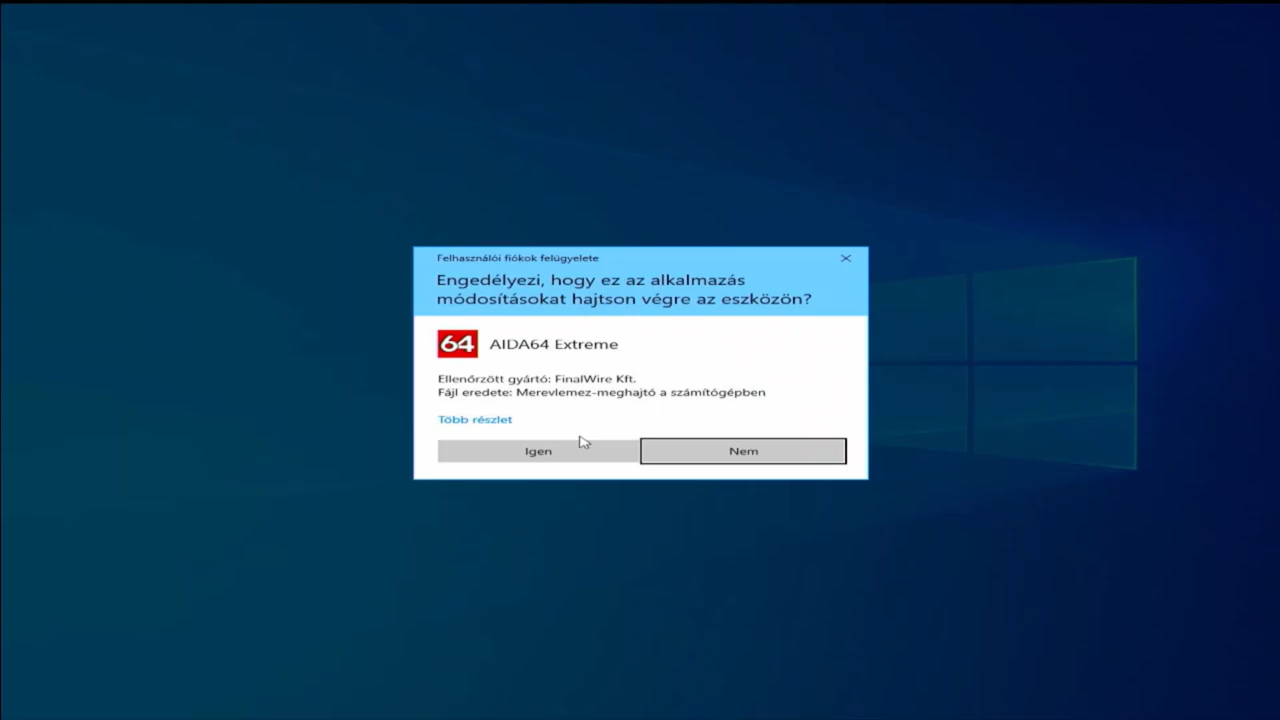 Felhasználói fiókok felügyelete
Engedélyezi, hogy ez az alkalmazás
módosításokat hajtson végre az eszközön?
64
AIDA64 Extreme
Ellenőrzött gyártó: FinalWire Kft.
Fájl eredete: Merevlemez-meghajtó a számítógépben
Több részlet
Igen
Nem